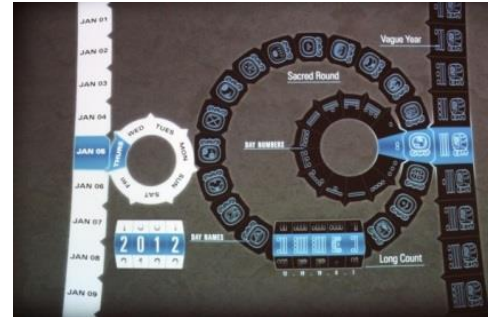 JAN 01
JAN 02
JAN 03
JAN 04
JAN 05
JAN 06
JAN 07
JAN 08
JAN 09
THURS
WED
TUES
MON
SUN
SAT
FRI
2012
Vague Year
Sacred Round
DAY NUMBERS
DAY NAMES
Long Count